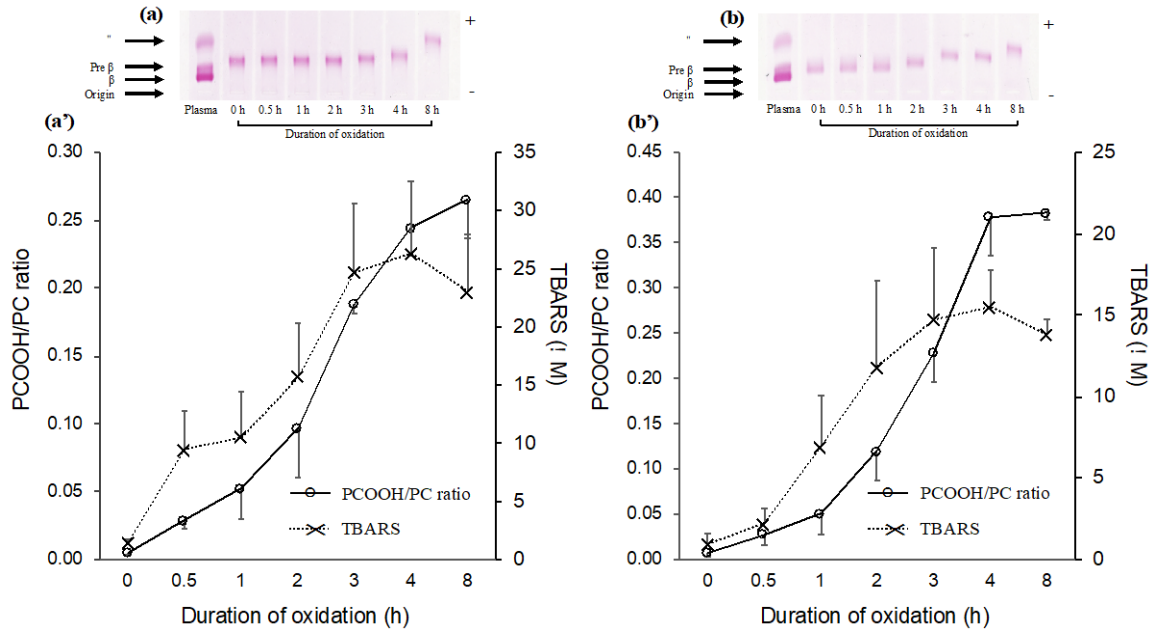 (a)
+
"
Pre β
β
Origin
-
Plasma 0 h 0.5 h 1 h 2 h 3 h 4 h 8 h
Duration of oxidation
(b)
+
"
Pre β
β
Origin
-
Plasma 0 h 0.5 h 1 h 2 h 3 h 4 h 8 h
Duration of oxidation
(a')
0.30
0.25
0.20
0.15
0.10
0.05
0.00
PCOOH/PC ratio
35
30
25
20
15
10
5
0
TBARS (! M)
PCOOH/PC ratio
TBARS
0 0.5 1 2 3 4 8
Duration of oxidation (h)
(b')
0.45
0.40
0.35
0.30
0.25
0.20
0.15
0.10
0.05
0.00
PCOOH/PC ratio
25
20
15
10
5
0
TBARS (! M)
PCOOH/PC ratio
TBARS
0 0.5 1 2 3 4 8
Duration of oxidation (h)